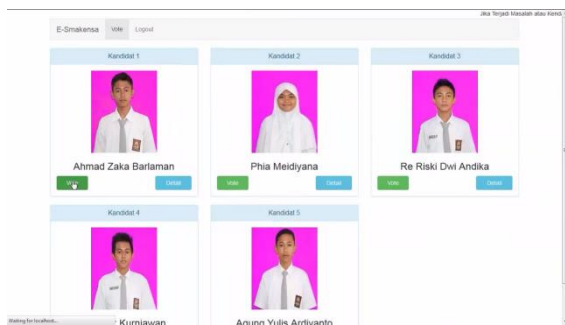 Jika Terjadi Masalah atau Kend
E-Smakensa Vote Logout
Kandidat 1 Kandidat 2 Kandidat 3
Ahmad Zaka Barlaman Phia Meidiyana Re Riski Dwi Andika
Vote Detail Vote Detail Vote Detail
Kandidat 4 Kandidat 5
Kurniawan Agung Yulis Ardiyanto
Waiting for localhost...